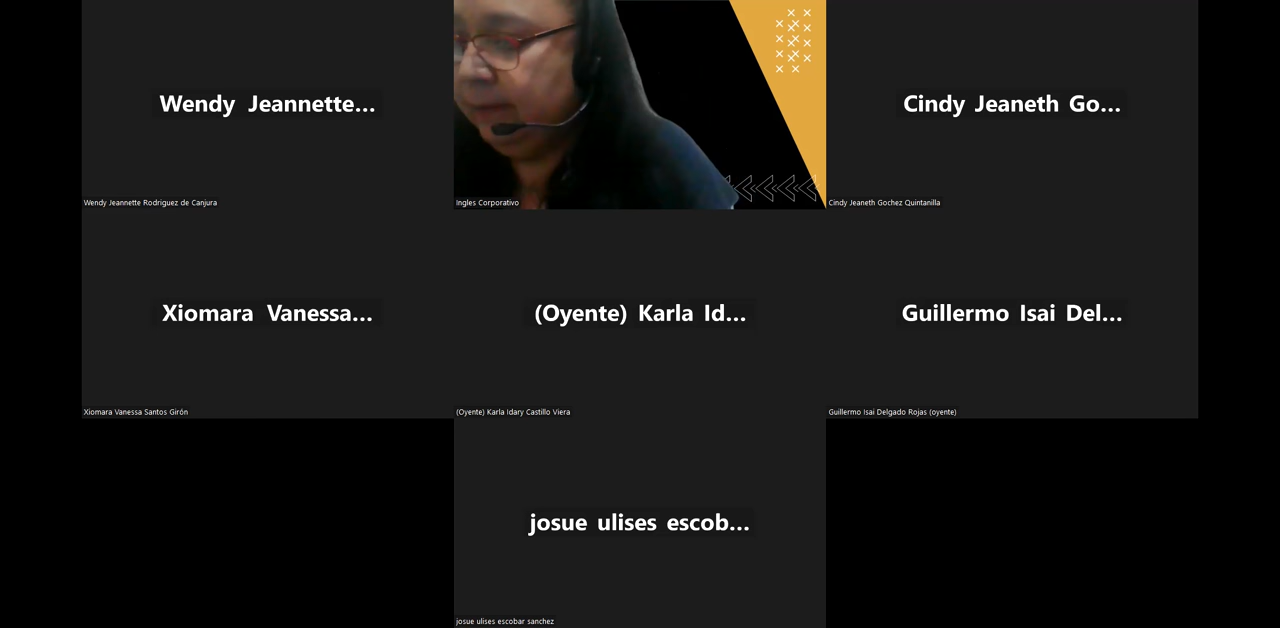 Wendy Jeannette...
Wendy Jeannette Rodriguez de Canjura
Ingles Corporativo
Cindy Jeaneth Go...
Cindy Jeaneth Gochez Quintanilla
Xiomara Vanessa...
Xiomara Vanessa Santos Girón
(Oyente) Karla Id...
(Oyente) Karla Idary Castillo Viera
Guillermo Isai Del...
Guillermo Isai Delgado Rojas (oyente)
josue ulises escob...
josue ulises escobar sanchez